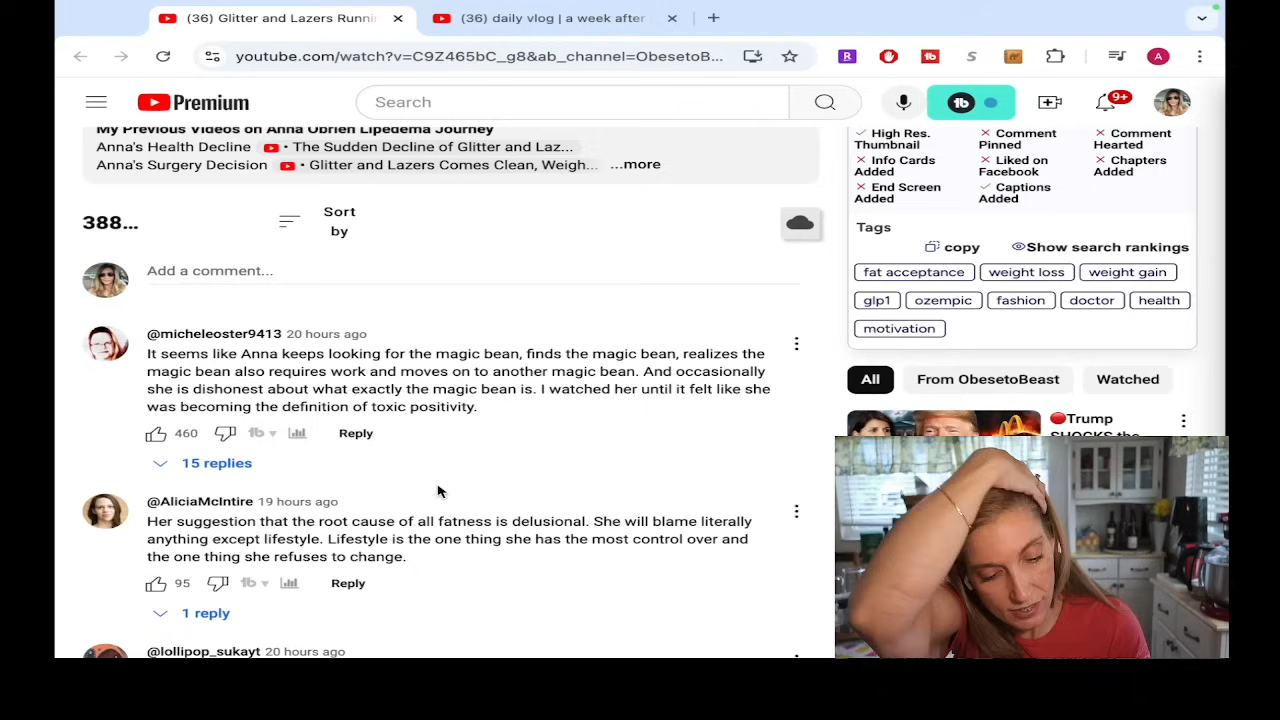 (36) Glitter and Lazers Runni
(36) daily vlog | a week after
youtube.com/watch?v=C9Z465bC_g8&ab_channel=ObesetoB...
R
tb
S
A
Premium
Search
tb
9+
My Previous Videos on Anna Obrien Lipedema Journey
Anna's Health Decline • The Sudden Decline of Glitter and Laz...
Anna's Surgery Decision • Glitter and Lazers Comes Clean, Weigh... ...more
388...
Sort
by
Add a comment...
@micheleoster9413 20 hours ago
It seems like Anna keeps looking for the magic bean, finds the magic bean, realizes the
magic bean also requires work and moves on to another magic bean. And occasionally
she is dishonest about what exactly the magic bean is. I watched her until it felt like she
was becoming the definition of toxic positivity.
460 tb Reply
15 replies
@AliciaMcIntire 19 hours ago
Her suggestion that the root cause of all fatness is delusional. She will blame literally
anything except lifestyle. Lifestyle is the one thing she has the most control over and
the one thing she refuses to change.
95 tb Reply
1 reply
@lollipop_sukayt 20 hours ago
High Res.
Thumbnail
Comment
Pinned
Comment
Hearted
Info Cards
Added
Liked on
Facebook
Chapters
Added
End Screen
Added
Captions
Added
Tags
copy Show search rankings
fat acceptance weight loss weight gain
glp1 ozempic fashion doctor health
motivation
All From ObesetoBeast Watched
Trump